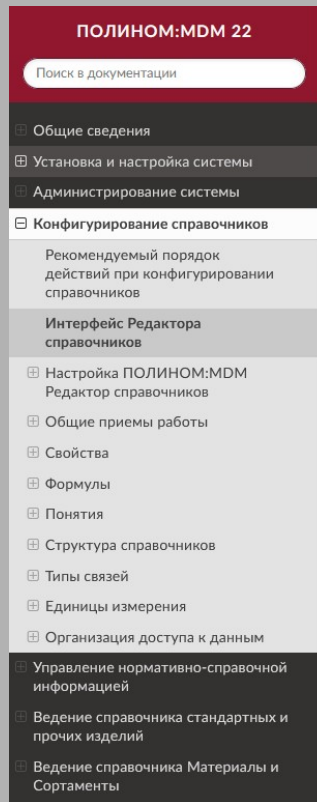 ПОЛИНОМ:MDM 22
Поиск в документации
Общие сведения
Установка и настройка системы
Администрирование системы
Конфигурирование справочников
Рекомендуемый порядок
действий при конфигурировании
справочников
Интерфейс Редактора
справочников
Настройка ПОЛИНОМ:MDM
Редактор справочников
Общие приемы работы
Свойства
Формулы
Понятия
Структура справочников
Типы связей
Единицы измерения
Организация доступа к данным
Управление нормативно-справочной
информацией
Ведение справочника стандартных и
прочих изделий
Ведение справочника Материалы и
Сортаменты